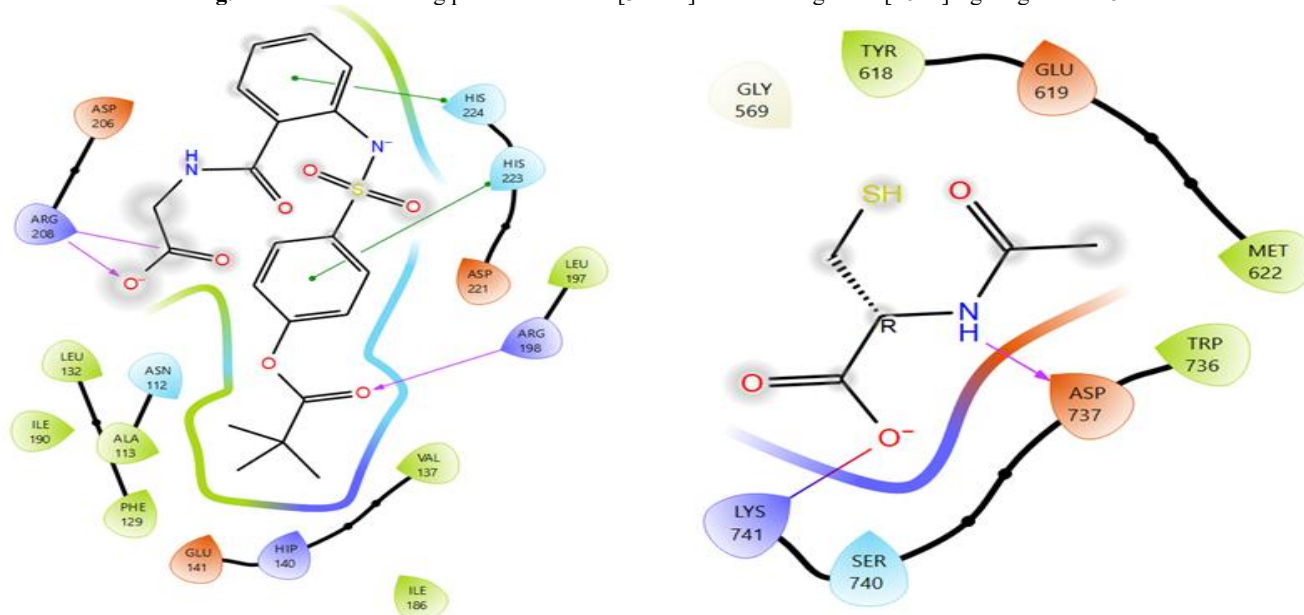 ASP
206
ARG
208
NH
O
O
O⁻
N⁻
O
S
O
HIS
224
HIS
223
ASP
221
LEU
197
ARG
198
O
O
LEU
132
ASN
112
ILE
190
ALA
113
PHE
129
VAL
137
GLU
141
HIP
140
ILE
186
GLY
569
TYR
618
GLU
619
MET
622
SH
O
R
NH
O
O⁻
TRP
736
ASP
737
LYS
741
SER
740